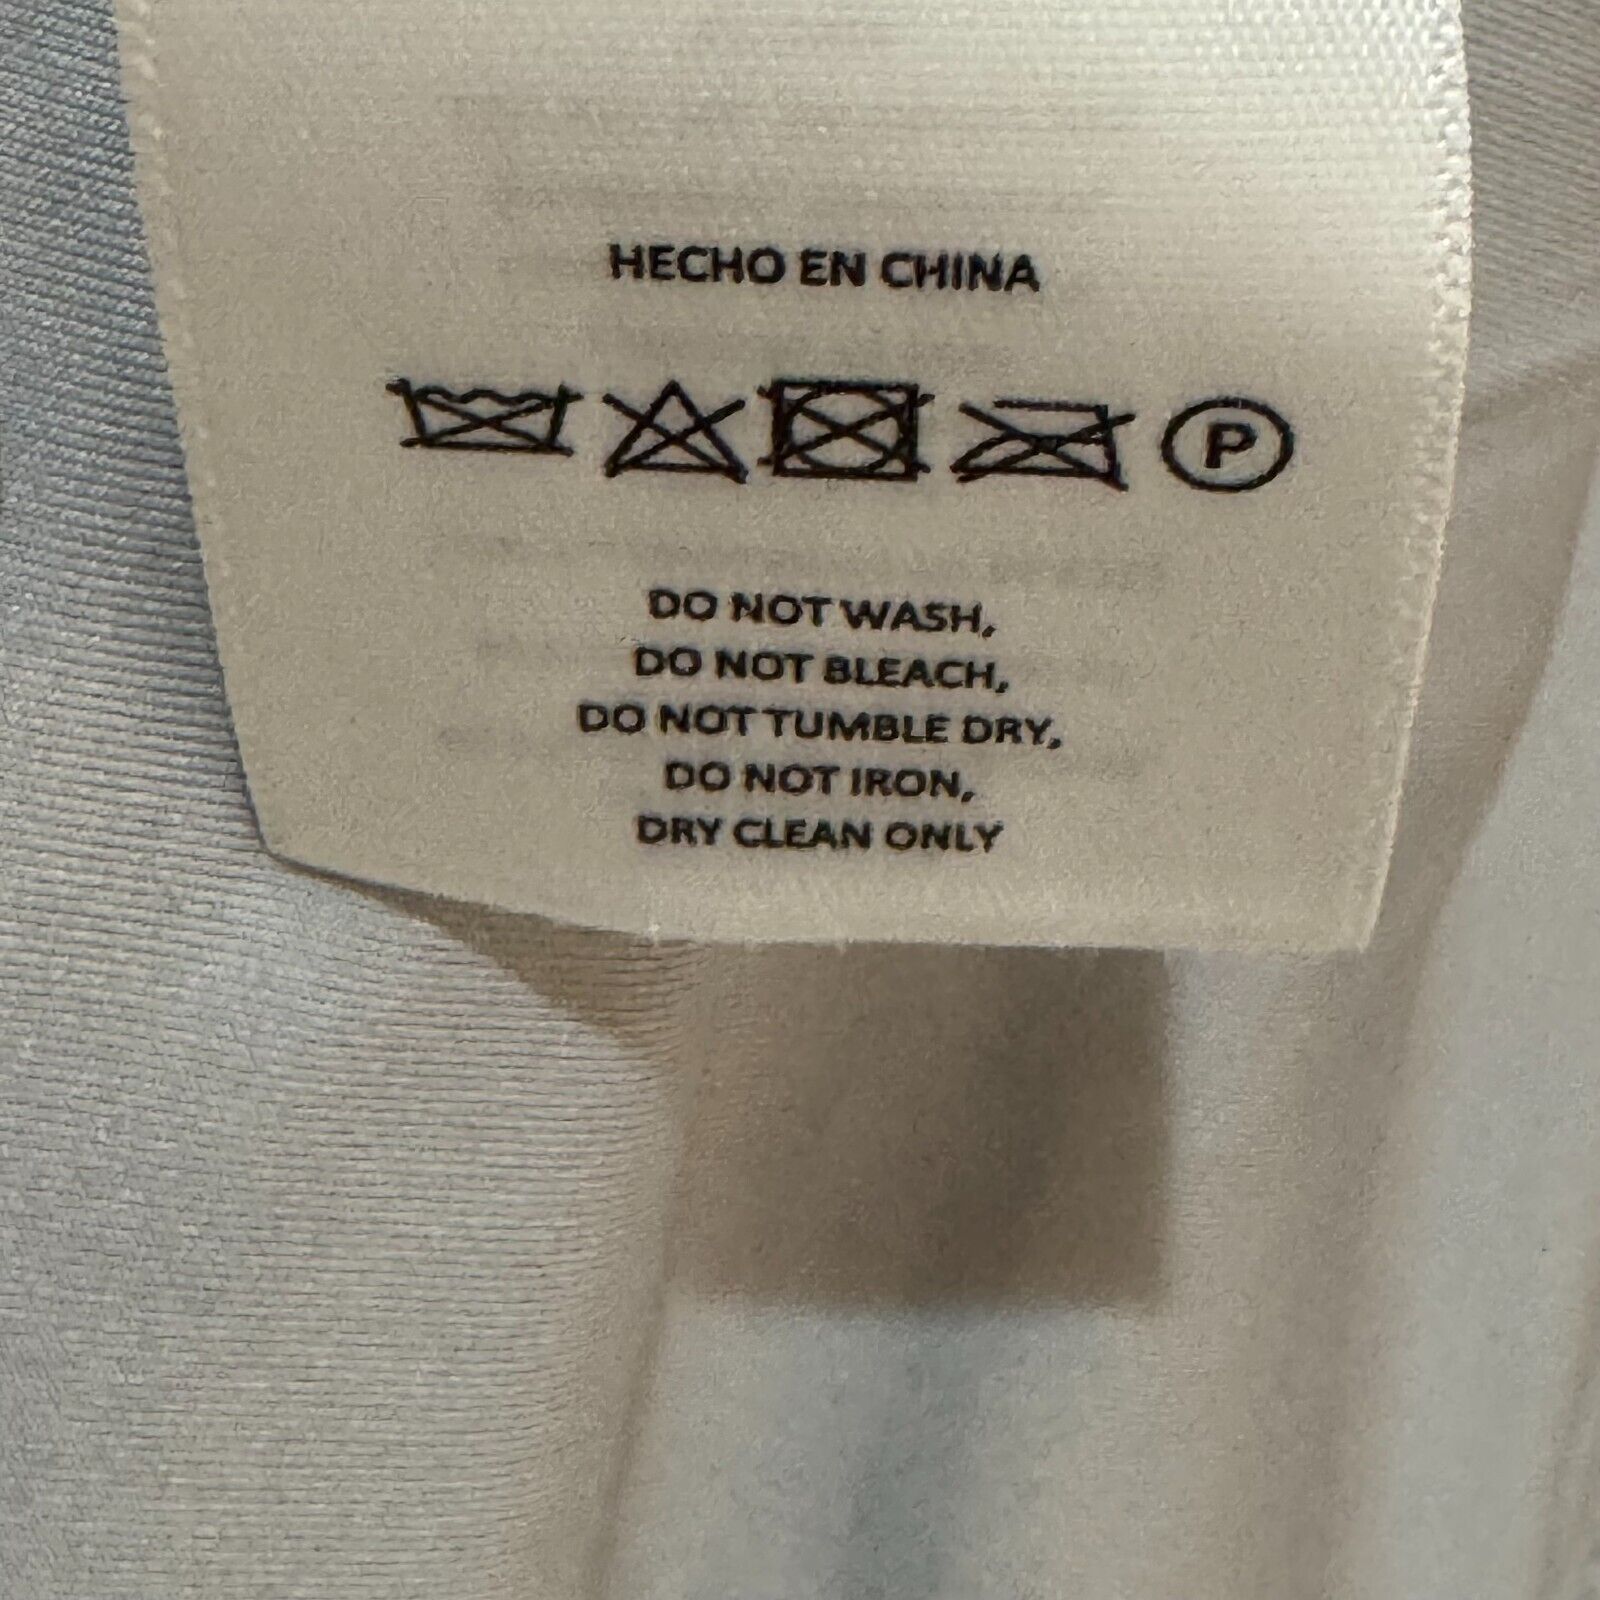 HECHO EN CHINA
P
DO NOT WASH,
DO NOT BLEACH,
DO NOT TUMBLE DRY,
DO NOT IRON,
DRY CLEAN ONLY